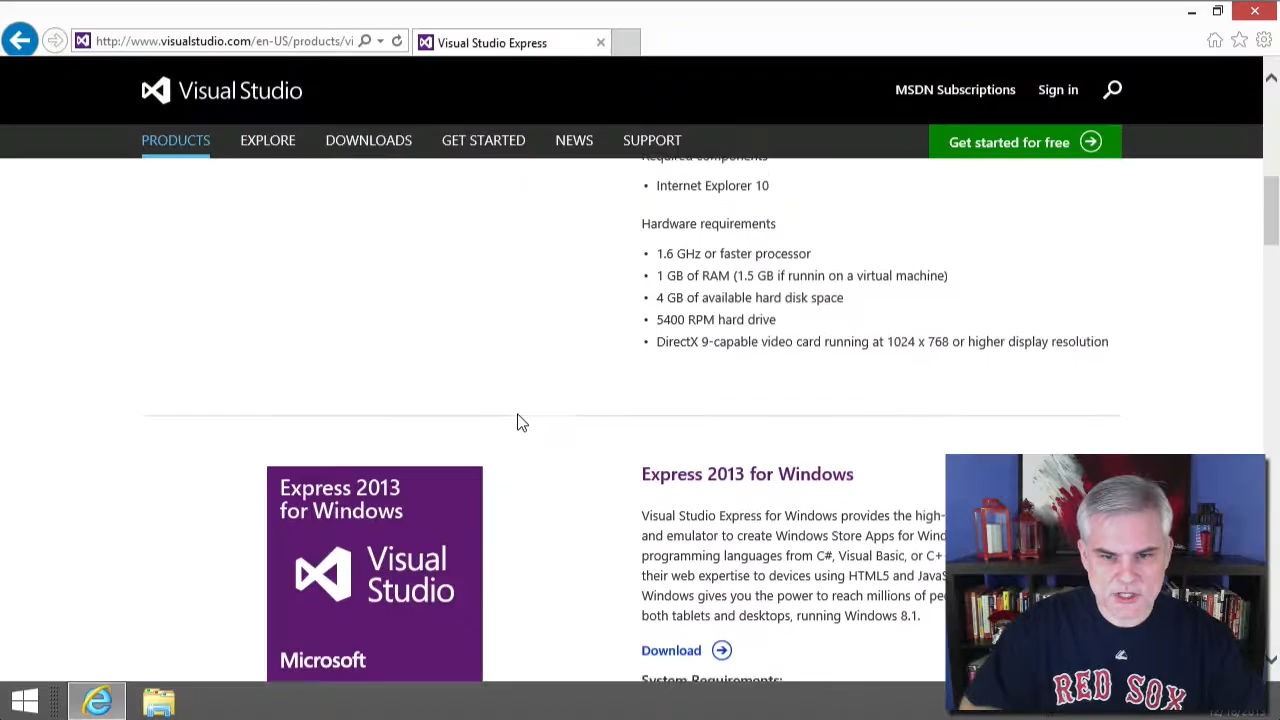 http://www.visualstudio.com/en-US/products/vi
Visual Studio Express
Visual Studio
MSDN Subscriptions
Sign in
PRODUCTS
EXPLORE
DOWNLOADS
GET STARTED
NEWS
SUPPORT
Get started for free
Required components
• Internet Explorer 10
Hardware requirements
• 1.6 GHz or faster processor
• 1 GB of RAM (1.5 GB if runnin on a virtual machine)
• 4 GB of available hard disk space
• 5400 RPM hard drive
• DirectX 9-capable video card running at 1024 x 768 or higher display resolution
Express 2013
for Windows
Visual
Studio
Microsoft
Express 2013 for Windows
Visual Studio Express for Windows provides the high-
and emulator to create Windows Store Apps for Wind
programming languages from C#, Visual Basic, or C+
their web expertise to devices using HTML5 and JavaS
Windows gives you the power to reach millions of pe
both tablets and desktops, running Windows 8.1.
Download
System Requirements:
RED SOX